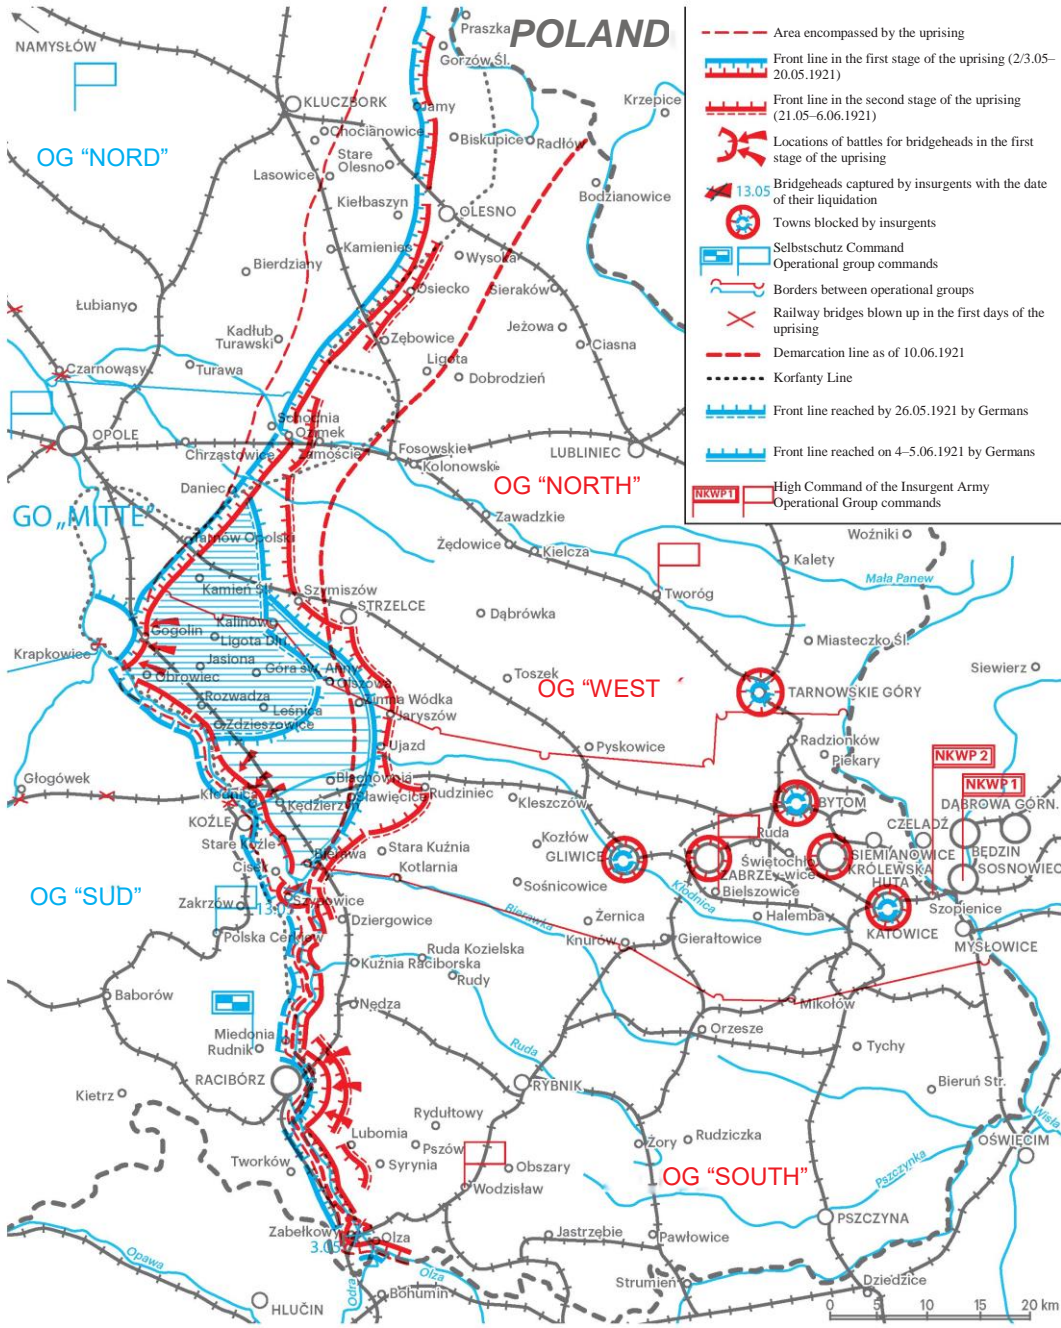 POLAND
NAMYSŁÓW
Praszka
Gorzów Śl.
Krzepice
KLUCZBORK
Jamy
Chocianowice
Biskupice
Radłów
Stare
Olesno
Lasowice
OG “NORD”
Bodzianowice
Kiełbaszyn
OLESNO
Kamieniec
Wysoka
Bierdziany
Osiecko
Sieraków
Łubiany
Jeżowa
Kadłub
Turawski
Zębowice
Ciasna
Ligota
Czarnowąsy
Turawa
Dobrodzień
Schodnia
Ozimek
OPOLE
Chrząstowice
Zamoście
Fosowskie
LUBLINIEC
Kolonowskie
Daniec
OG “NORTH”
GO „MITTE”
Zawadzkie
Tarnów Opolski
Żędowice
Kielcza
Woźniki
Kalety
Mała Panew
Kamień Śl.
Szymiszów
STRZELCE
Dąbrówka
Tworóg
Kalinów
Gogolin
Ligota Dln.
Miasteczko Śl.
Krapkowice
Jasiona
Góra św. Anny
Siewierz
Obrowiec
Olszowa
Toszek
OG “WEST
TARNOWSKIE GÓRY
Rozwadza
Zimna Wódka
Leśnica
Jaryszów
Zdzieszowice
Radzionków
Ujazd
Pyskowice
Piekary
NKWP 2
Głogówek
Blachownia
NKWP 1
Kłodnica
Kędzierzyn
Sławięcice
Rudziniec
Kleszczów
BYTOM
DĄBROWA GÓRN.
KOŹLE
CZELADŹ
Stare Koźle
Kozłów
Ruda
BĘDZIN
Bierawa
Stara Kuźnia
GLIWICE
Świętochłowice
SIEMIANOWICE
Cisek
Kotlarnia
ZABRZE
KRÓLEWSKA
HUTA
SOSNOWIEC
OG “SUD”
Sośnicowice
Kłodnica
Bielszowice
Zakrzów
13.0
Bierawka
Szopienice
Dziergowice
Żernica
Halemba
KATOWICE
Polska Cerkiew
Knurów
Gierałtowice
MYSŁOWICE
Ruda Kozielska
Kuźnia Raciborska
Rudy
Baborów
Nędza
Mikołów
Miedonia
Rudnik
Ruda
Orzesze
Tychy
RACIBÓRZ
RYBNIK
Bieruń Str.
Kietrz
Rydułtowy
Wisła
Lubomia
Pszów
Żory
Rudziczka
OŚWIĘCIM
Tworków
Syrynia
Obszary
Pszczynka
Wodzisław
OG “SOUTH”
PSZCZYNA
Zabełków
Olza
Jastrzębie
Pawłowice
3.05
Opawa
Odra
Olza
Bohumin
Strumień
Dziedzice
HLUČIN
0 5 10 15 20 km
Area encompassed by the uprising
Front line in the first stage of the uprising (2/3.05–
20.05.1921)
Front line in the second stage of the uprising
(21.05–6.06.1921)
Locations of battles for bridgeheads in the first
stage of the uprising
13.05 Bridgeheads captured by insurgents with the date
of their liquidation
Towns blocked by insurgents
Selbstschutz Command
Operational group commands
Borders between operational groups
Railway bridges blown up in the first days of the
uprising
Demarcation line as of 10.06.1921
Korfanty Line
Front line reached by 26.05.1921 by Germans
Front line reached on 4–5.06.1921 by Germans
NKWP 1 High Command of the Insurgent Army
Operational Group commands